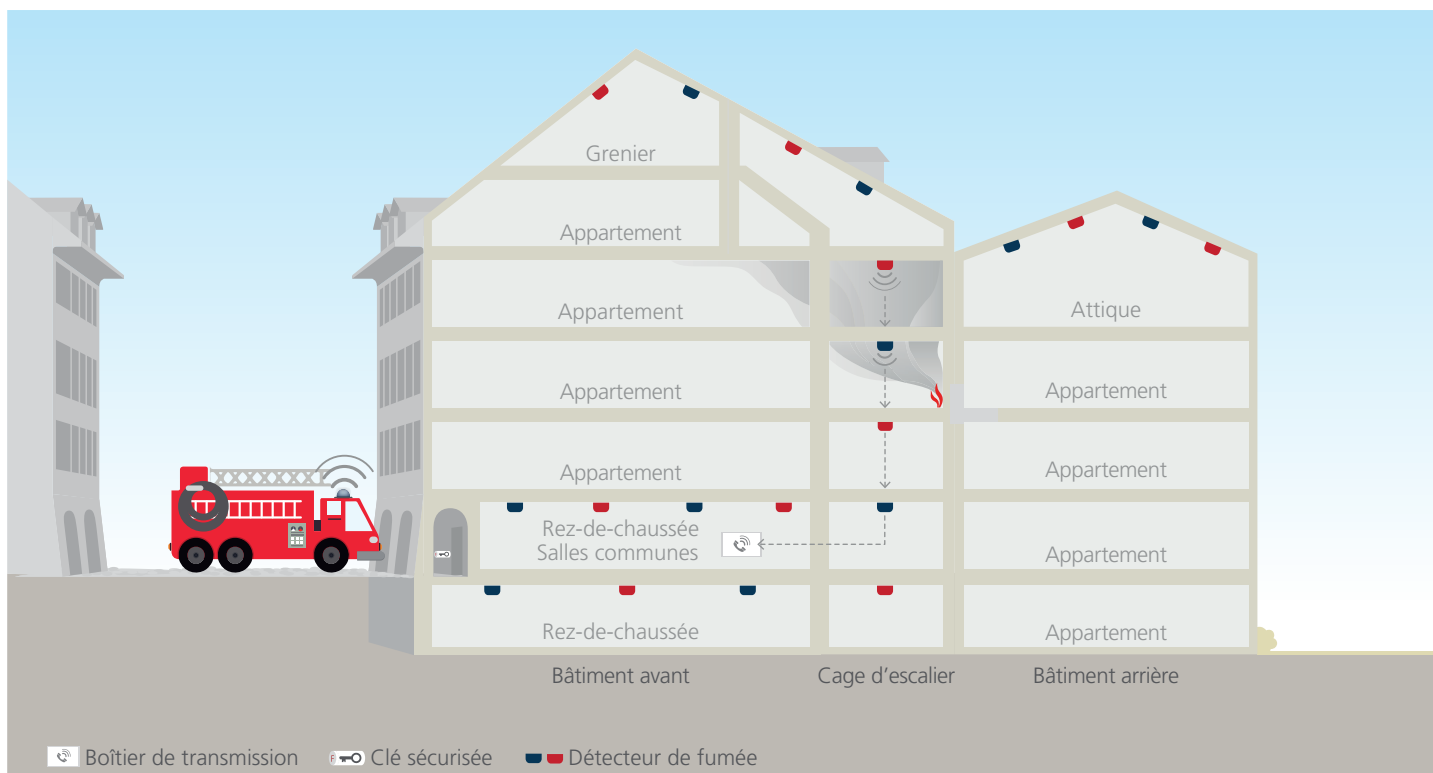 Grenier
Appartement
Appartement
Attique
Appartement
Appartement
Appartement
Appartement
Rez-de-chaussée
Salles communes
Appartement
Rez-de-chaussée
Appartement
Bâtiment avant
Cage d’escalier
Bâtiment arrière
Boîtier de transmission
F
Clé sécurisée
Détecteur de fumée